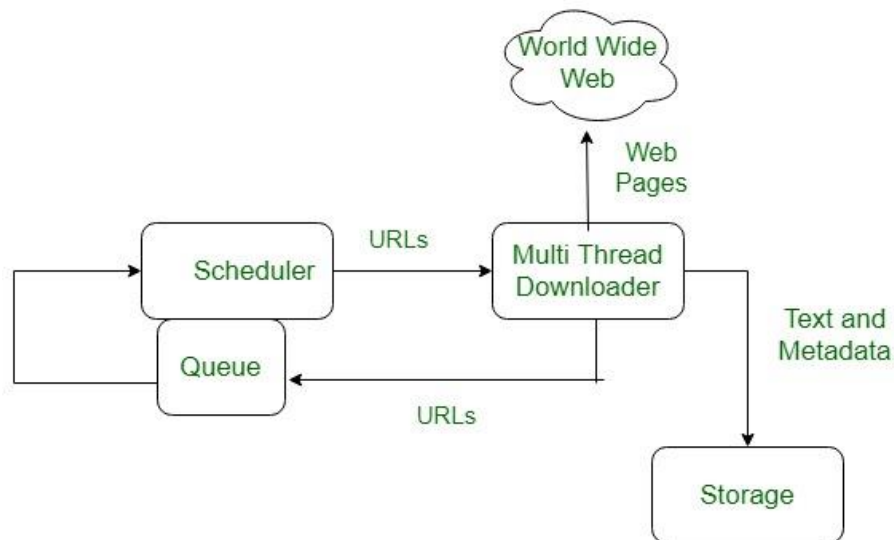 World Wide
Web
Web
Pages
URLs
Scheduler
Multi Thread
Downloader
Text and
Metadata
Queue
URLs
Storage